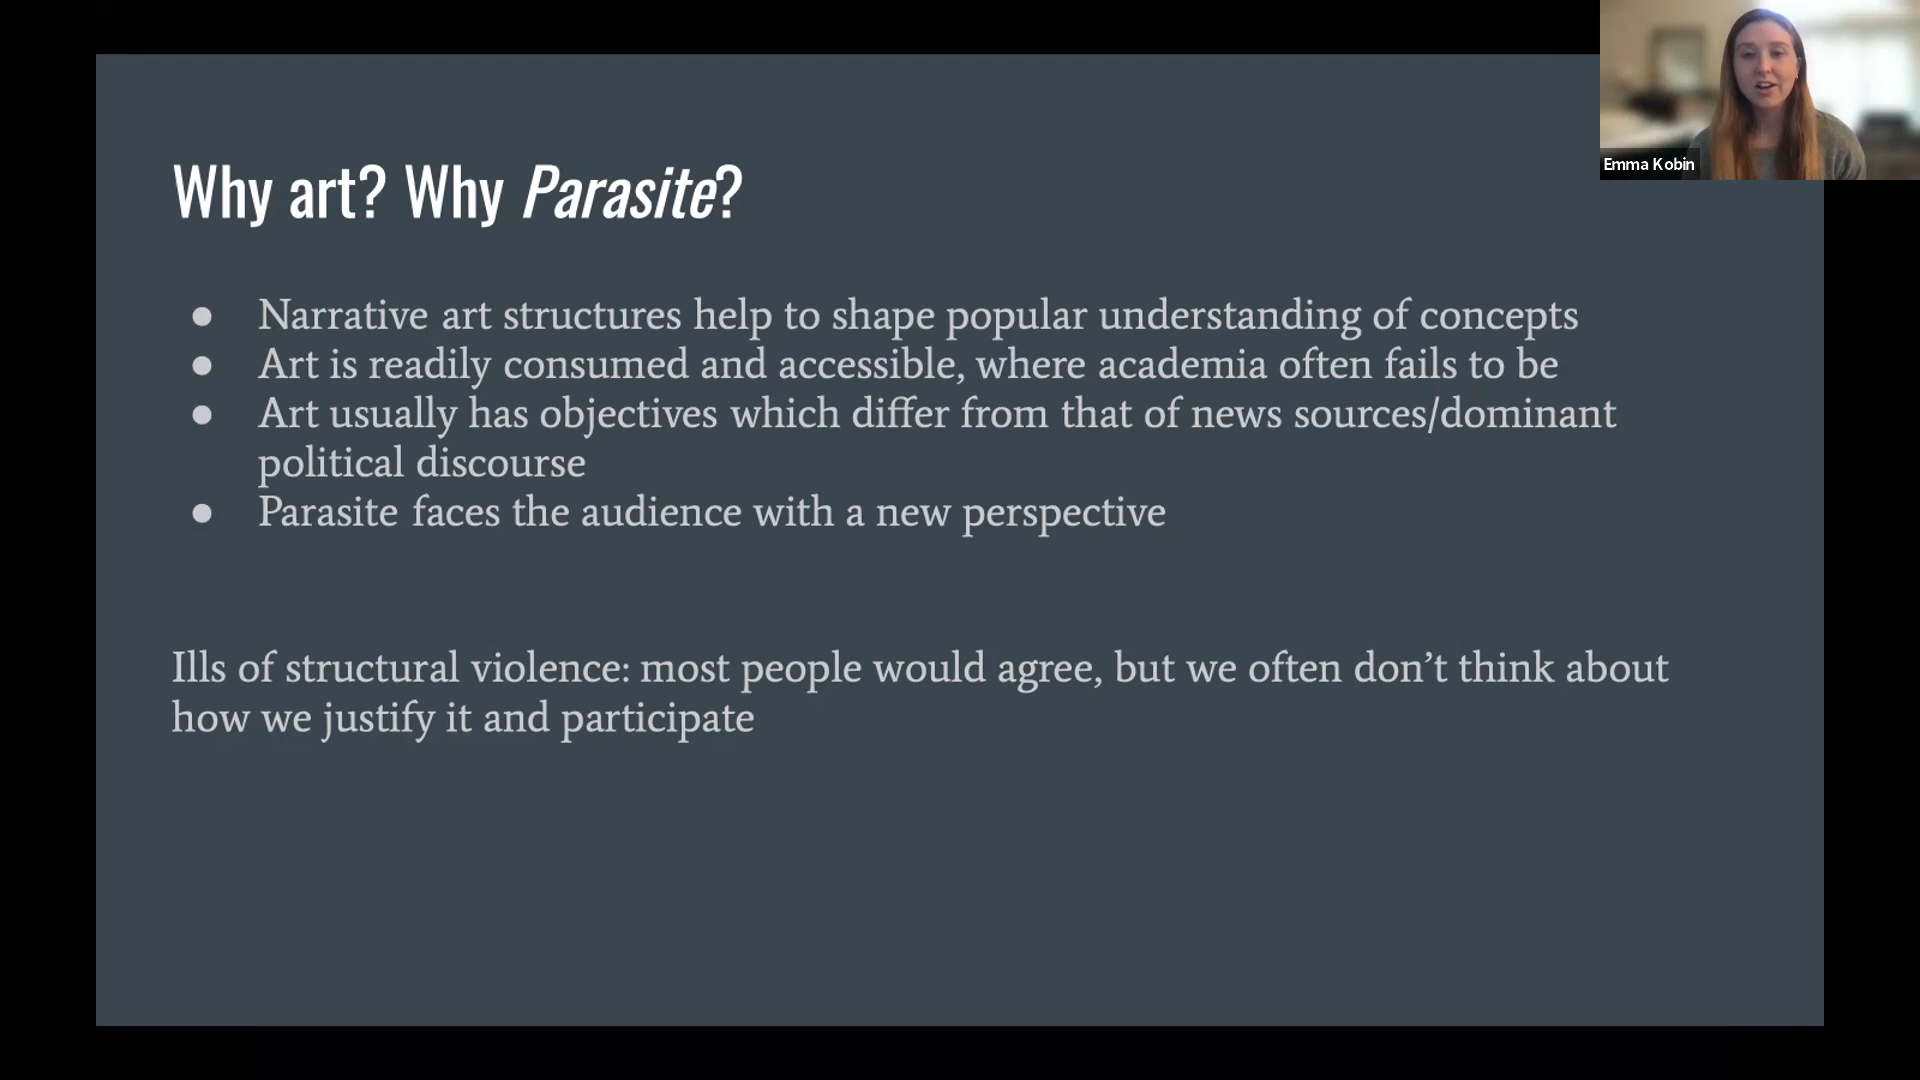 Emma Kobin
Why art? Why Parasite?
● Narrative art structures help to shape popular understanding of concepts
● Art is readily consumed and accessible, where academia often fails to be
● Art usually has objectives which differ from that of news sources/dominant
political discourse
● Parasite faces the audience with a new perspective
Ills of structural violence: most people would agree, but we often don’t think about
how we justify it and participate